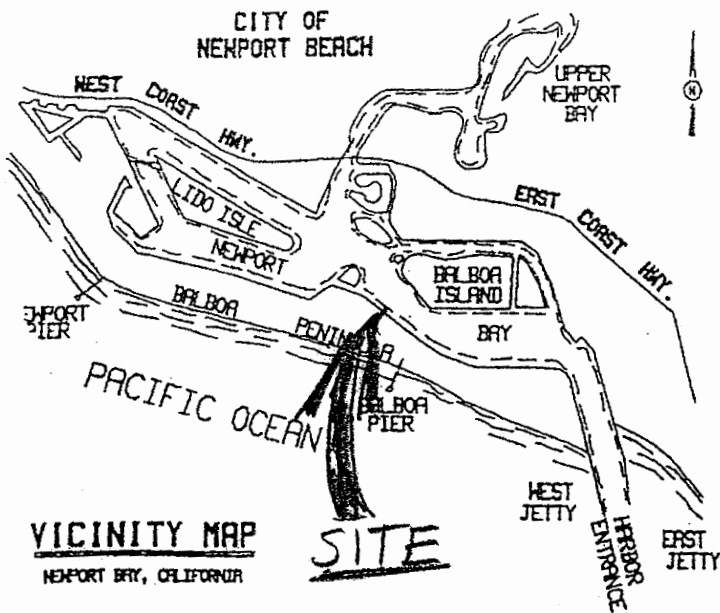 CITY OF
NEWPORT BEACH
WEST COAST HWY.
UPPER
NEWPORT
BAY
N
EAST COAST HWY.
LIDO ISLE
NEWPORT
BALBOA
ISLAND
BAY
BALBOA
PIER
PACIFIC OCEAN
BALBOA
PIER
WEST
JETTY
HARBOR
ENTRANCE
EAST
JETTY
VICINITY MAP
NEWPORT BAY, CALIFORNIA
SITE